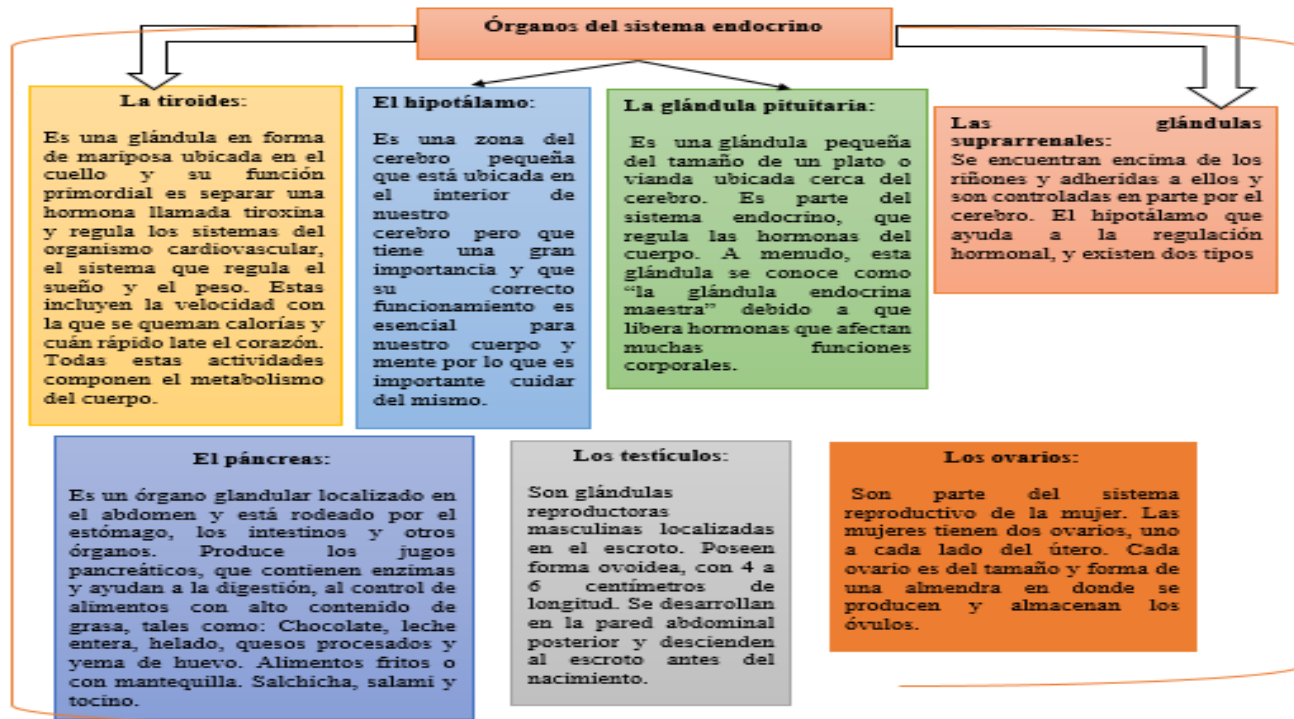 Órganos del sistema endocrino
La tiroides:
Es una glándula en forma
de mariposa ubicada en el
cuello y su función
primordial es separar una
hormona llamada tiroxina
y regula los sistemas del
organismo cardiovascular,
el sistema que regula el
sueño y el peso. Estas
incluyen la velocidad con
la que se queman calorías y
cuán rápido late el corazón.
Todas estas actividades
componen el metabolismo
del cuerpo.
El hipotálamo:
Es una zona del
cerebro pequeña
que está ubicada en
el interior de
nuestro
cerebro pero que
tiene una gran
importancia y que
su correcto
funcionamiento es
esencial para
nuestro cuerpo y
mente por lo que es
importante cuidar
del mismo.
La glándula pituitaria:
Es una glándula pequeña
del tamaño de un plato o
vianda ubicada cerca del
cerebro. Es parte del
sistema endocrino, que
regula las hormonas del
cuerpo. A menudo, esta
glándula se conoce como
“la glándula endocrina
maestra” debido a que
libera hormonas que afectan
muchas funciones
corporales.
Las glándulas
suprarrenales:
Se encuentran encima de los
riñones y adheridas a ellos y
son controladas en parte por el
cerebro. El hipotálamo que
ayuda a la regulación
hormonal, y existen dos tipos
El páncreas:
Es un órgano glandular localizado en
el abdomen y está rodeado por el
estómago, los intestinos y otros
órganos. Produce los jugos
pancreáticos, que contienen enzimas
y ayudan a la digestión, al control de
alimentos con alto contenido de
grasa, tales como: Chocolate, leche
entera, helado, quesos procesados y
yema de huevo. Alimentos fritos o
con mantequilla. Salchicha, salami y
tocino.
Los testículos:
Son glándulas
reproductoras
masculinas localizadas
en el escroto. Poseen
forma ovoidea, con 4 a
6 centímetros de
longitud. Se desarrollan
en la pared abdominal
posterior y descienden
al escroto antes del
nacimiento.
Los ovarios:
Son parte del sistema
reproductivo de la mujer. Las
mujeres tienen dos ovarios, uno
a cada lado del útero. Cada
ovario es del tamaño y forma de
una almendra en donde se
producen y almacenan los
óvulos.